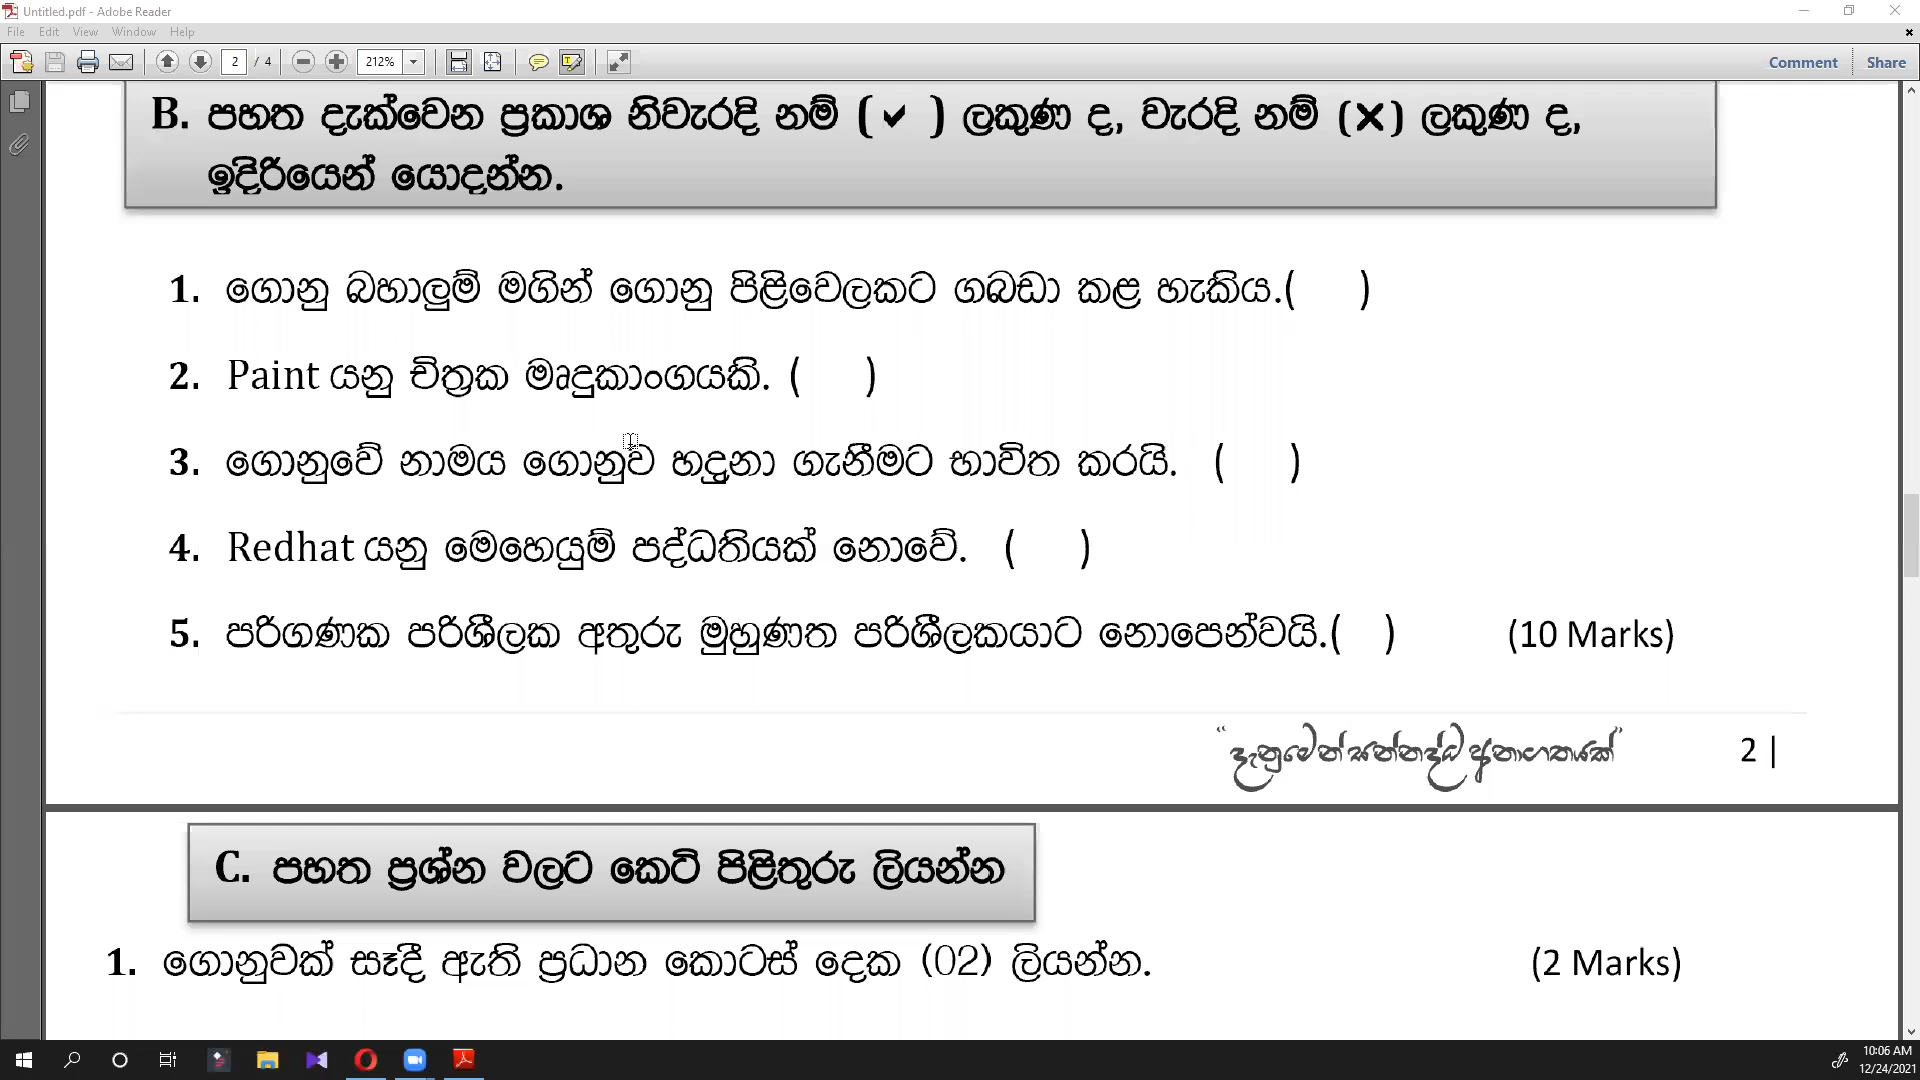 Untitled.pdf - Adobe Reader
File Edit View Window Help
2 / 4 212% Comment Share
B. පහත දැක්වෙන ප්‍රකාශ නිවැරදි නම් (✔) ලකුණ ද, වැරදි නම් (✕) ලකුණ ද,
ඉදිරියෙන් යොදන්න.
1. ගොනු බහාලුම් මගින් ගොනු පිළිවෙලකට ගබඩා කළ හැකිය.( )
2. Paint යනු චිත්‍රක මෘදුකාංගයකි. ( )
3. ගොනුවේ නාමය ගොනුව හඳුනා ගැනීමට භාවිත කරයි. ( )
4. Redhat යනු මෙහෙයුම් පද්ධතියක් නොවේ. ( )
5. පරිගණක පරිශීලක අතුරු මුහුණත පරිශීලකයාට නොපෙන්වයි.( ) (10 Marks)
“දැනුවෙන් සන්නද්ධ අනාගතයක්” 2 |
C. පහත ප්‍රශ්න වලට කෙටි පිළිතුරු ලියන්න
1. ගොනුවක් සෑදී ඇති ප්‍රධාන කොටස් දෙක (02) ලියන්න. (2 Marks)
10:06 AM
12/24/2021